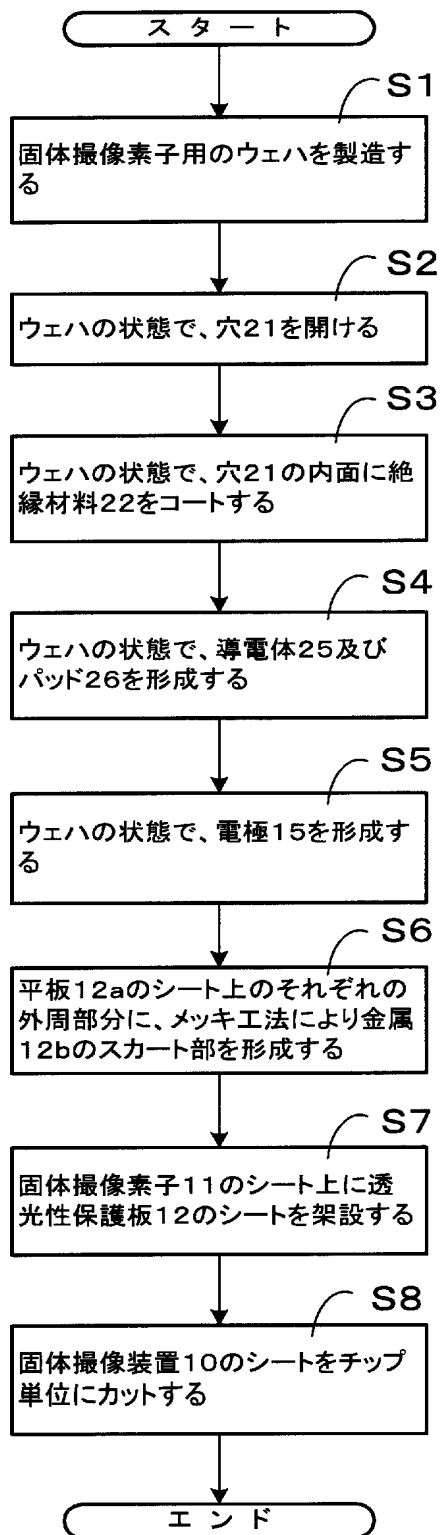 スタート
S1
固体撮像素子用のウェハを製造す
る
S2
ウェハの状態で、穴21を開ける
S3
ウェハの状態で、穴21の内面に絶
縁材料22をコートする
S4
ウェハの状態で、導電体25及び
パッド26を形成する
S5
ウェハの状態で、電極15を形成す
る
S6
平板12aのシート上のそれぞれの
外周部分に、メッキ工法により金属
12bのスカート部を形成する
S7
固体撮像素子11のシート上に透
光性保護板12のシートを架設する
S8
固体撮像装置10のシートをチップ
単位にカットする
エンド